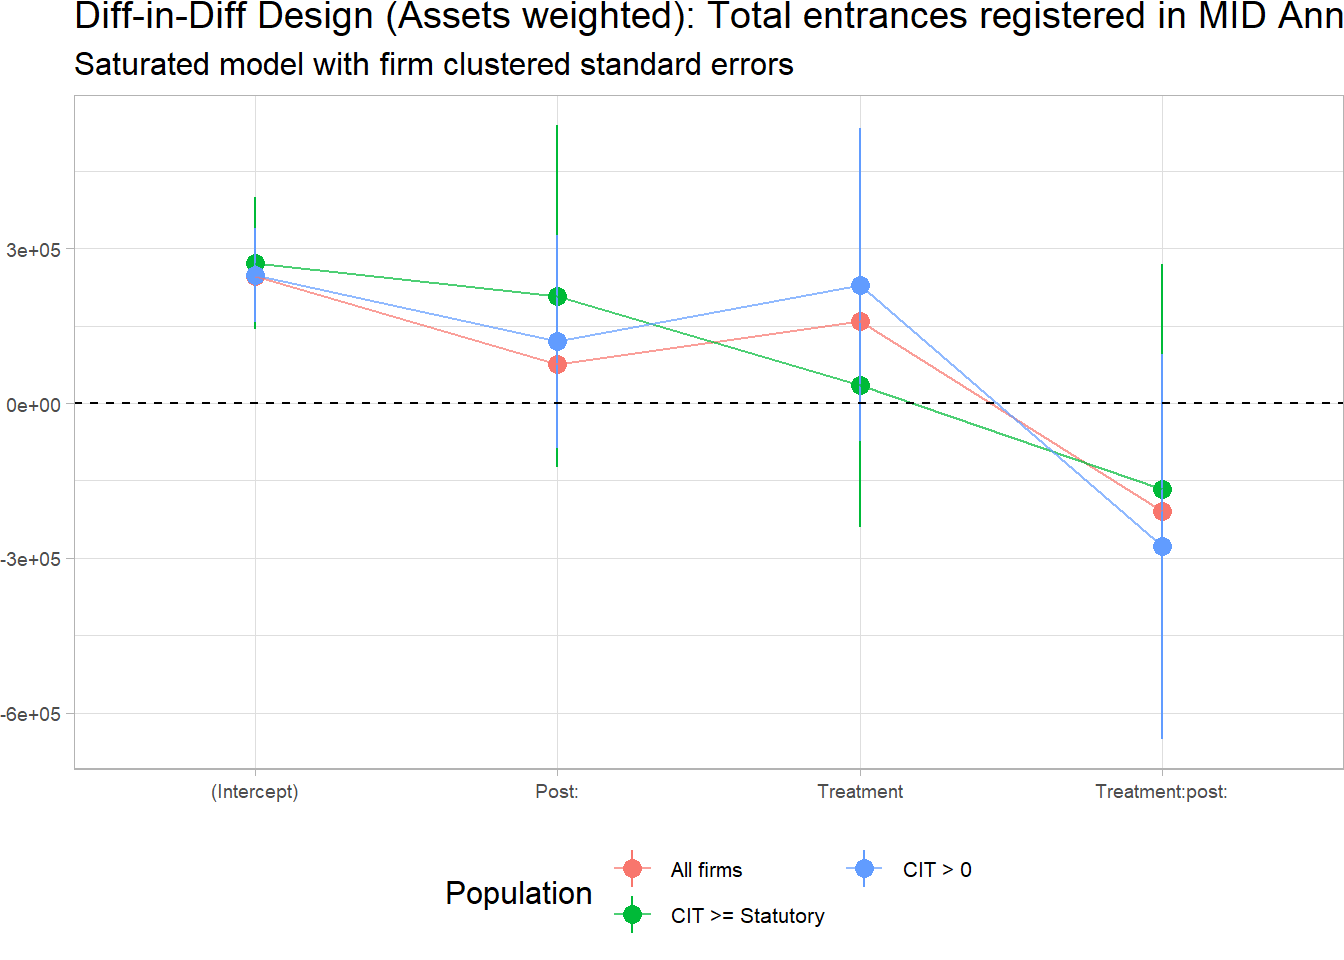 Diff-in-Diff Design (Assets weighted): Total entrances registered in MID Ann
Saturated model with firm clustered standard errors
3e+05
0e+00
-3e+05
-6e+05
(Intercept)
Post:
Treatment
Treatment:post:
Population
All firms
CIT > 0
CIT >= Statutory